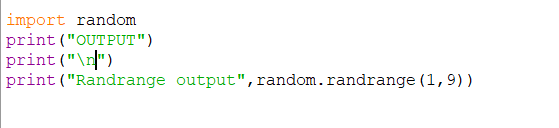 import random
print("OUTPUT")
print("\n")
print("Randrange output",random.randrange(1,9))